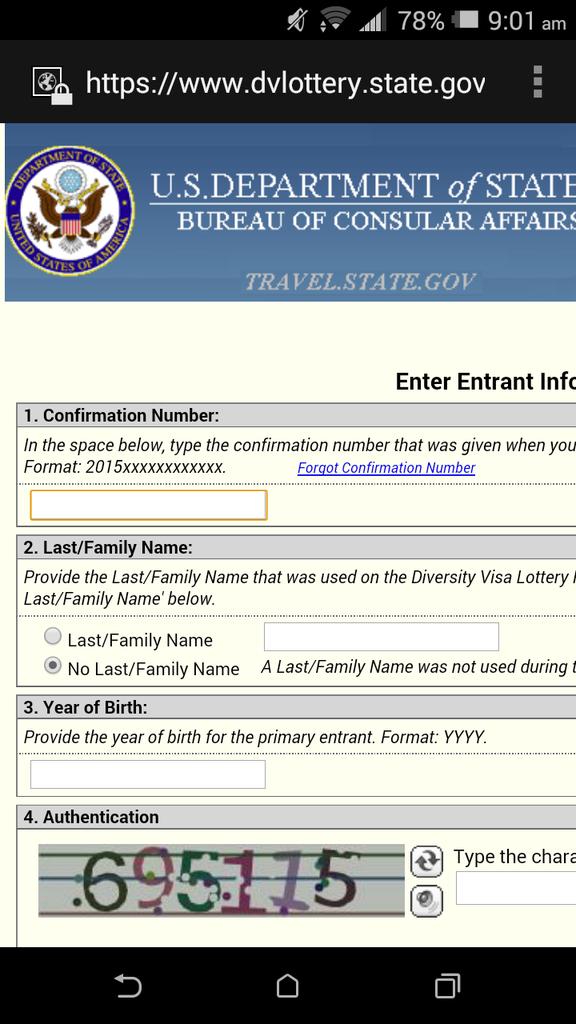 78% 9:01 am
https://www.dvlottery.state.gov
DEPARTMENT OF STATE
UNITED STATES OF AMERICA
U.S.DEPARTMENT of STATE
BUREAU OF CONSULAR AFFAIRS
TRAVEL.STATE.GOV
Enter Entrant Info
1. Confirmation Number:
In the space below, type the confirmation number that was given when you
Format: 2015xxxxxxxxxxxx. Forgot Confirmation Number
2. Last/Family Name:
Provide the Last/Family Name that was used on the Diversity Visa Lottery
Last/Family Name' below.
Last/Family Name
No Last/Family Name A Last/Family Name was not used during t
3. Year of Birth:
Provide the year of birth for the primary entrant. Format: YYYY.
4. Authentication
695115
Type the chara